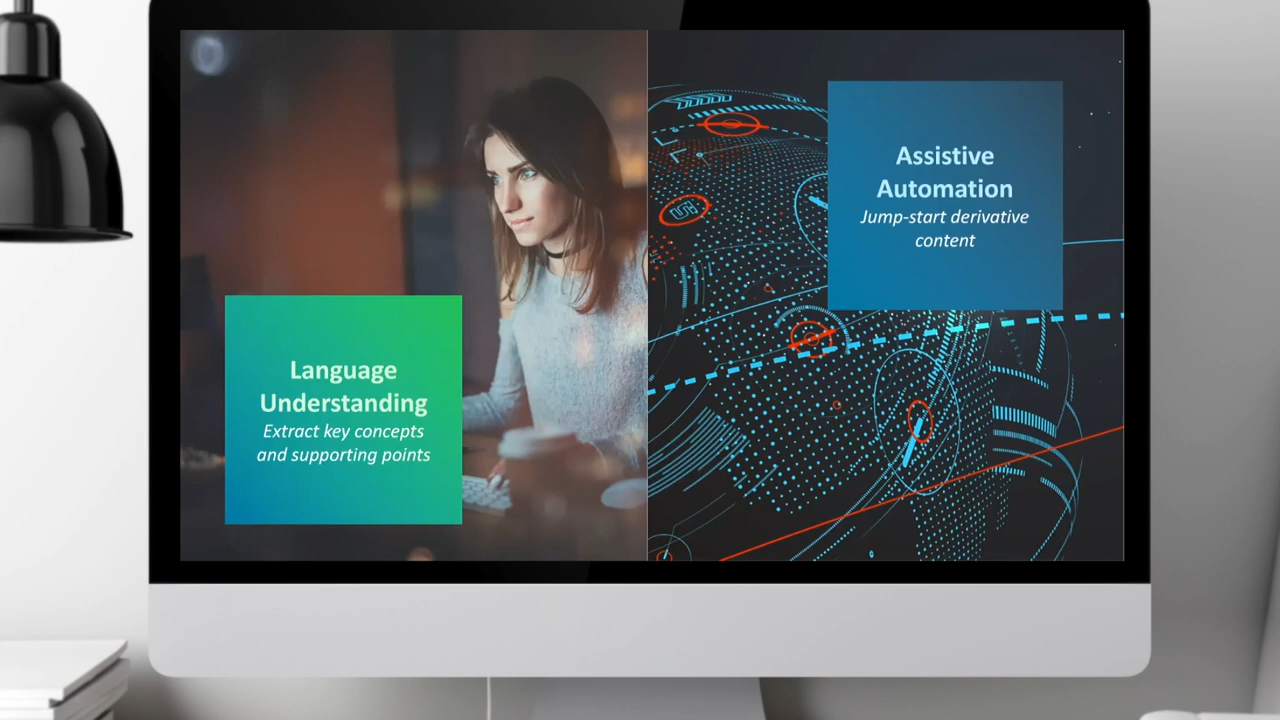 Language
Understanding
Extract key concepts
and supporting points
Assistive
Automation
Jump-start derivative
content